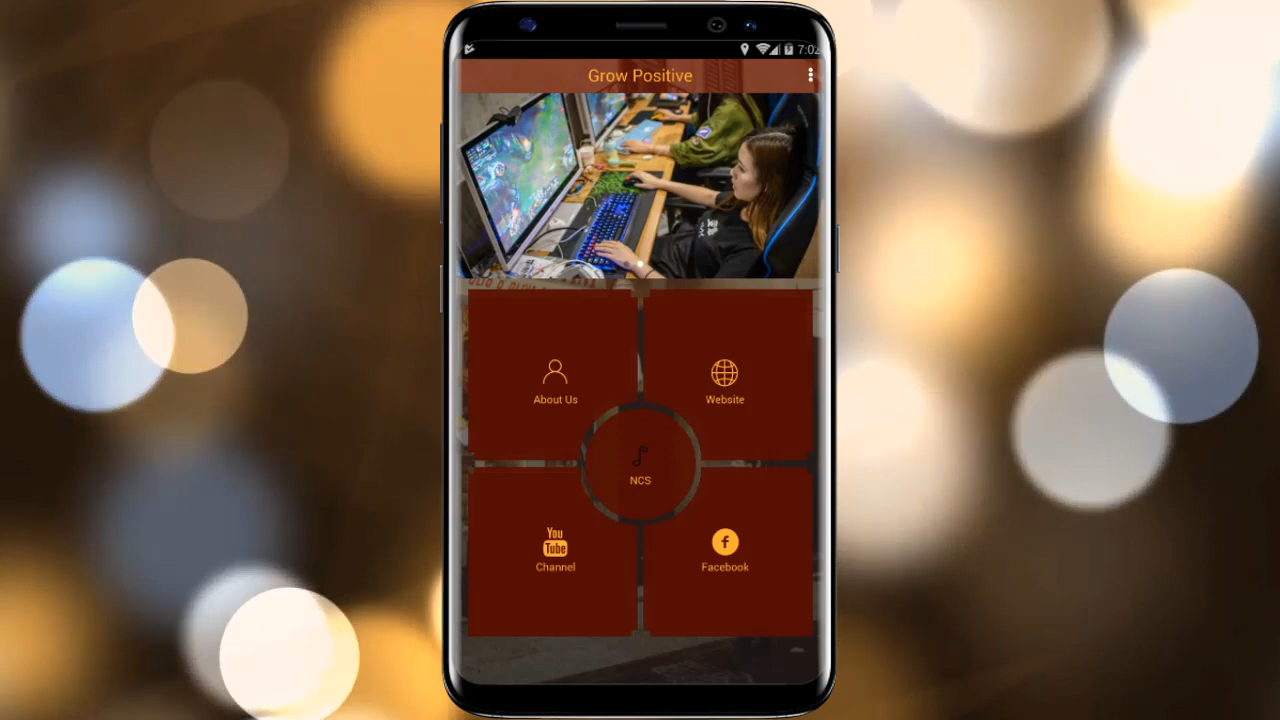 7:02
Grow Positive
About Us
Website
NCS
You
Tube
Channel
Facebook